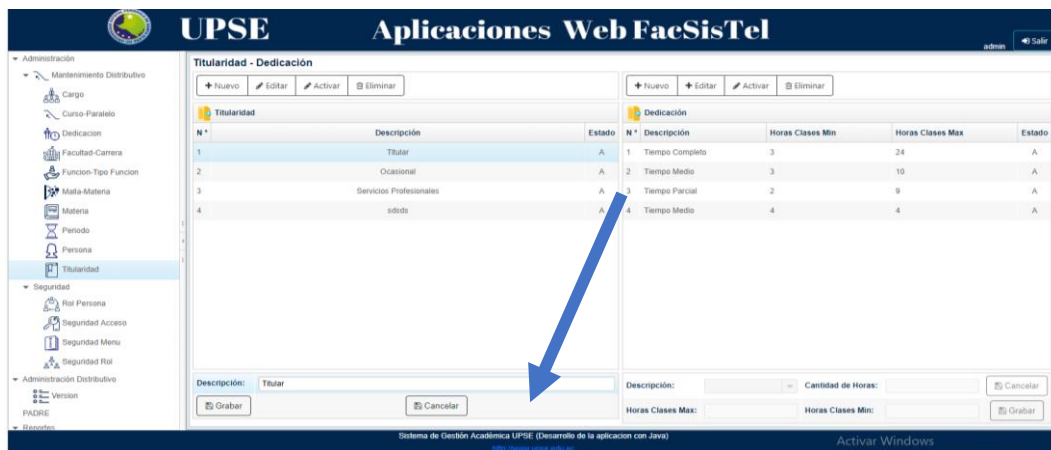 UPSE Aplicaciones Web FacSisTel
admin Salir
Administración
Mantenimiento Distributivo
Cargo
Curso-Paralelo
Dedicacion
Facultad-Carrera
Funcion-Tipo Funcion
Malla-Materia
Materia
Periodo
Persona
Titularidad
Seguridad
Rol Persona
Seguridad Acceso
Seguridad Menu
Seguridad Rol
Administración Distributivo
Version
PADRE
Reportes
Titularidad - Dedicación
+ Nuevo Editar Activar Eliminar
Titularidad
N° Descripción Estado
1 Titular A
2 Ocasional A
3 Servicios Profesionales A
4 sdsds A
Descripción: Titular
Grabar Cancelar
+ Nuevo + Editar Activar Eliminar
Dedicación
N° Descripción Horas Clases Min Horas Clases Max Estado
1 Tiempo Completo 3 24 A
2 Tiempo Medio 3 10 A
3 Tiempo Parcial 2 9 A
4 Tiempo Medio 4 4 A
Descripción: Cantidad de Horas: Cancelar
Horas Clases Max: Horas Clases Min: Grabar
Sistema de Gestión Académica UPSE (Desarrollo de la aplicacion con Java)
Activar Windows